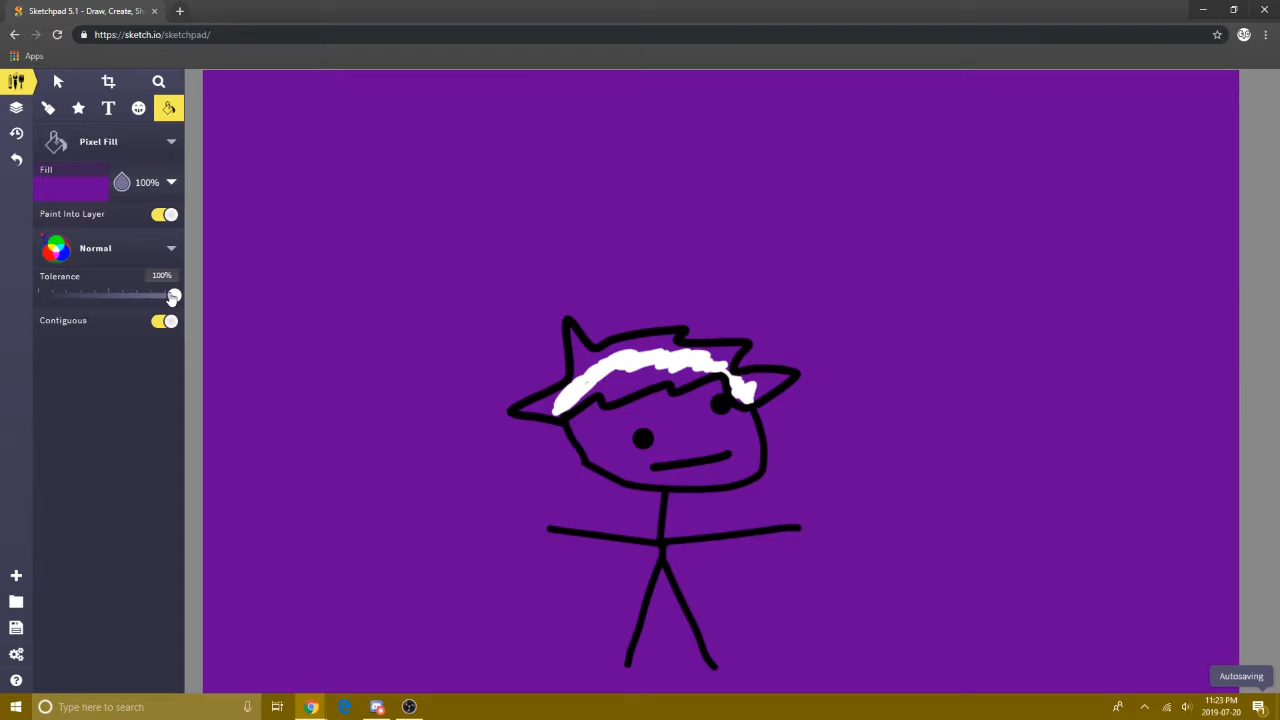 Sketchpad 5.1 - Draw, Create, Sh
https://sketch.io/sketchpad/
Apps
T
Pixel Fill
Fill
100%
Paint Into Layer
Normal
Tolerance
100%
Contiguous
Autosaving
Type here to search
11:23 PM
2019-07-20
1